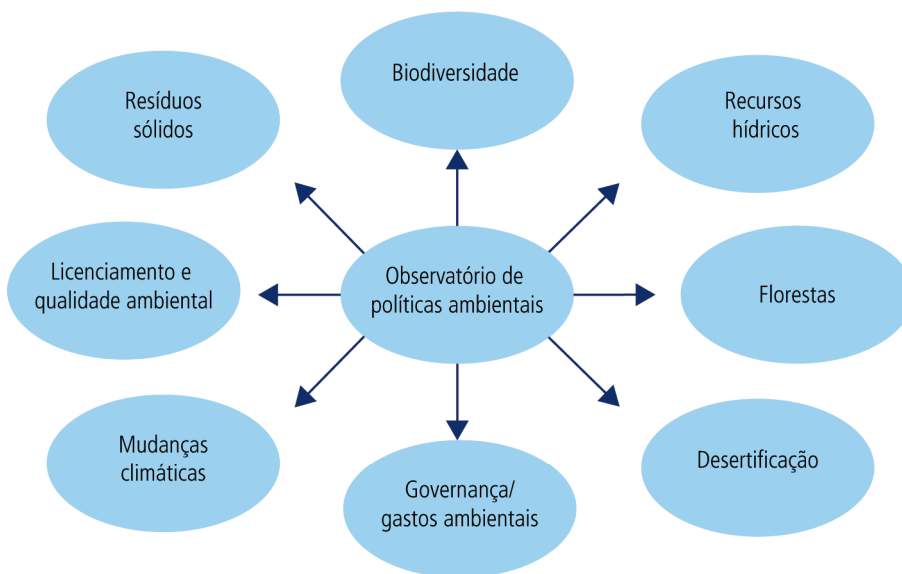 Biodiversidade
Resíduos
sólidos
Recursos
hídricos
Licenciamento e
qualidade ambiental
Observatório de
políticas ambientais
Florestas
Mudanças
climáticas
Governança/
gastos ambientais
Desertificação